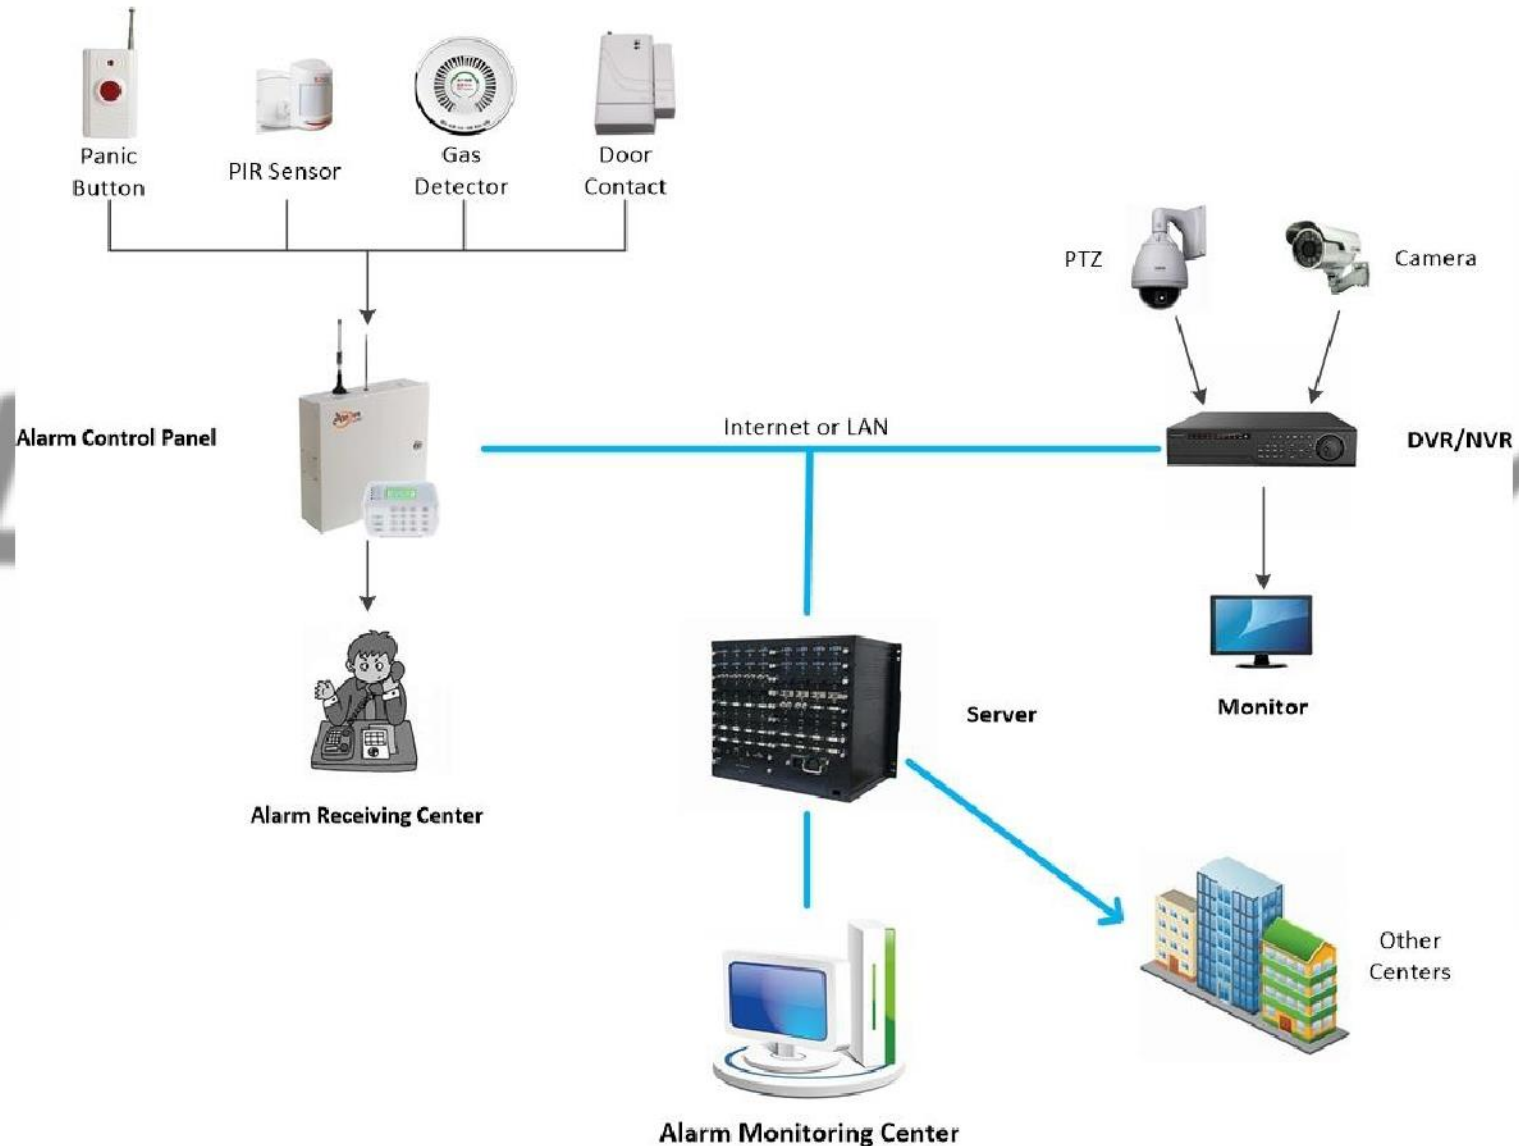 Panic
Button
PIR Sensor
Gas
Detector
Door
Contact
PTZ
Camera
Alarm Control Panel
Internet or LAN
DVR/NVR
Server
Monitor
Alarm Receiving Center
Other
Centers
Alarm Monitoring Center